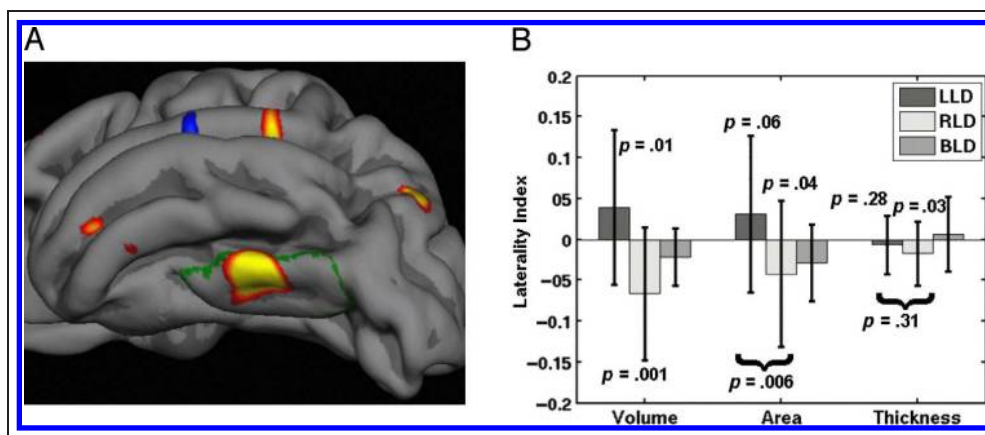 A
B
0.2
0.15
0.1
05
0
−0.05
−0.1
−0.15
−0.2
Laterality Index
LLD
RLD
BLD
p = .01
p = .06
p = .04
p = .28
p = .03
p = .001
p = .006
p = .31
Volume
Area
Thickness